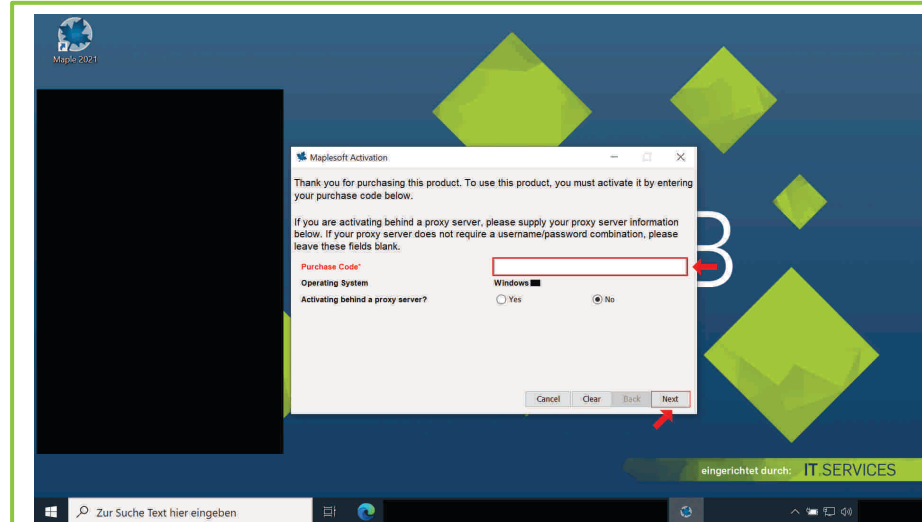 Maple 2021
Maplesoft Activation
Thank you for purchasing this product. To use this product, you must activate it by entering
your purchase code below.
If you are activating behind a proxy server, please supply your proxy server information
below. If your proxy server does not require a username/password combination, please
leave these fields blank.
Purchase Code*
Operating System Windows
Activating behind a proxy server? Yes No
Cancel Clear Back Next
eingerichtet durch: IT.SERVICES
Zur Suche Text hier eingeben